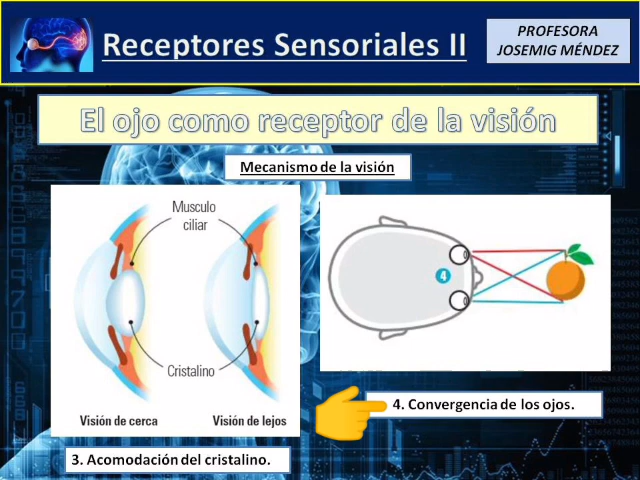 Receptores Sensoriales II
PROFESORA
JOSEMIG MÉNDEZ
El ojo como receptor de la visión
Mecanismo de la visión
Musculo
ciliar
Cristalino
Visión de cerca
Visión de lejos
4
4. Convergencia de los ojos.
3. Acomodación del cristalino.